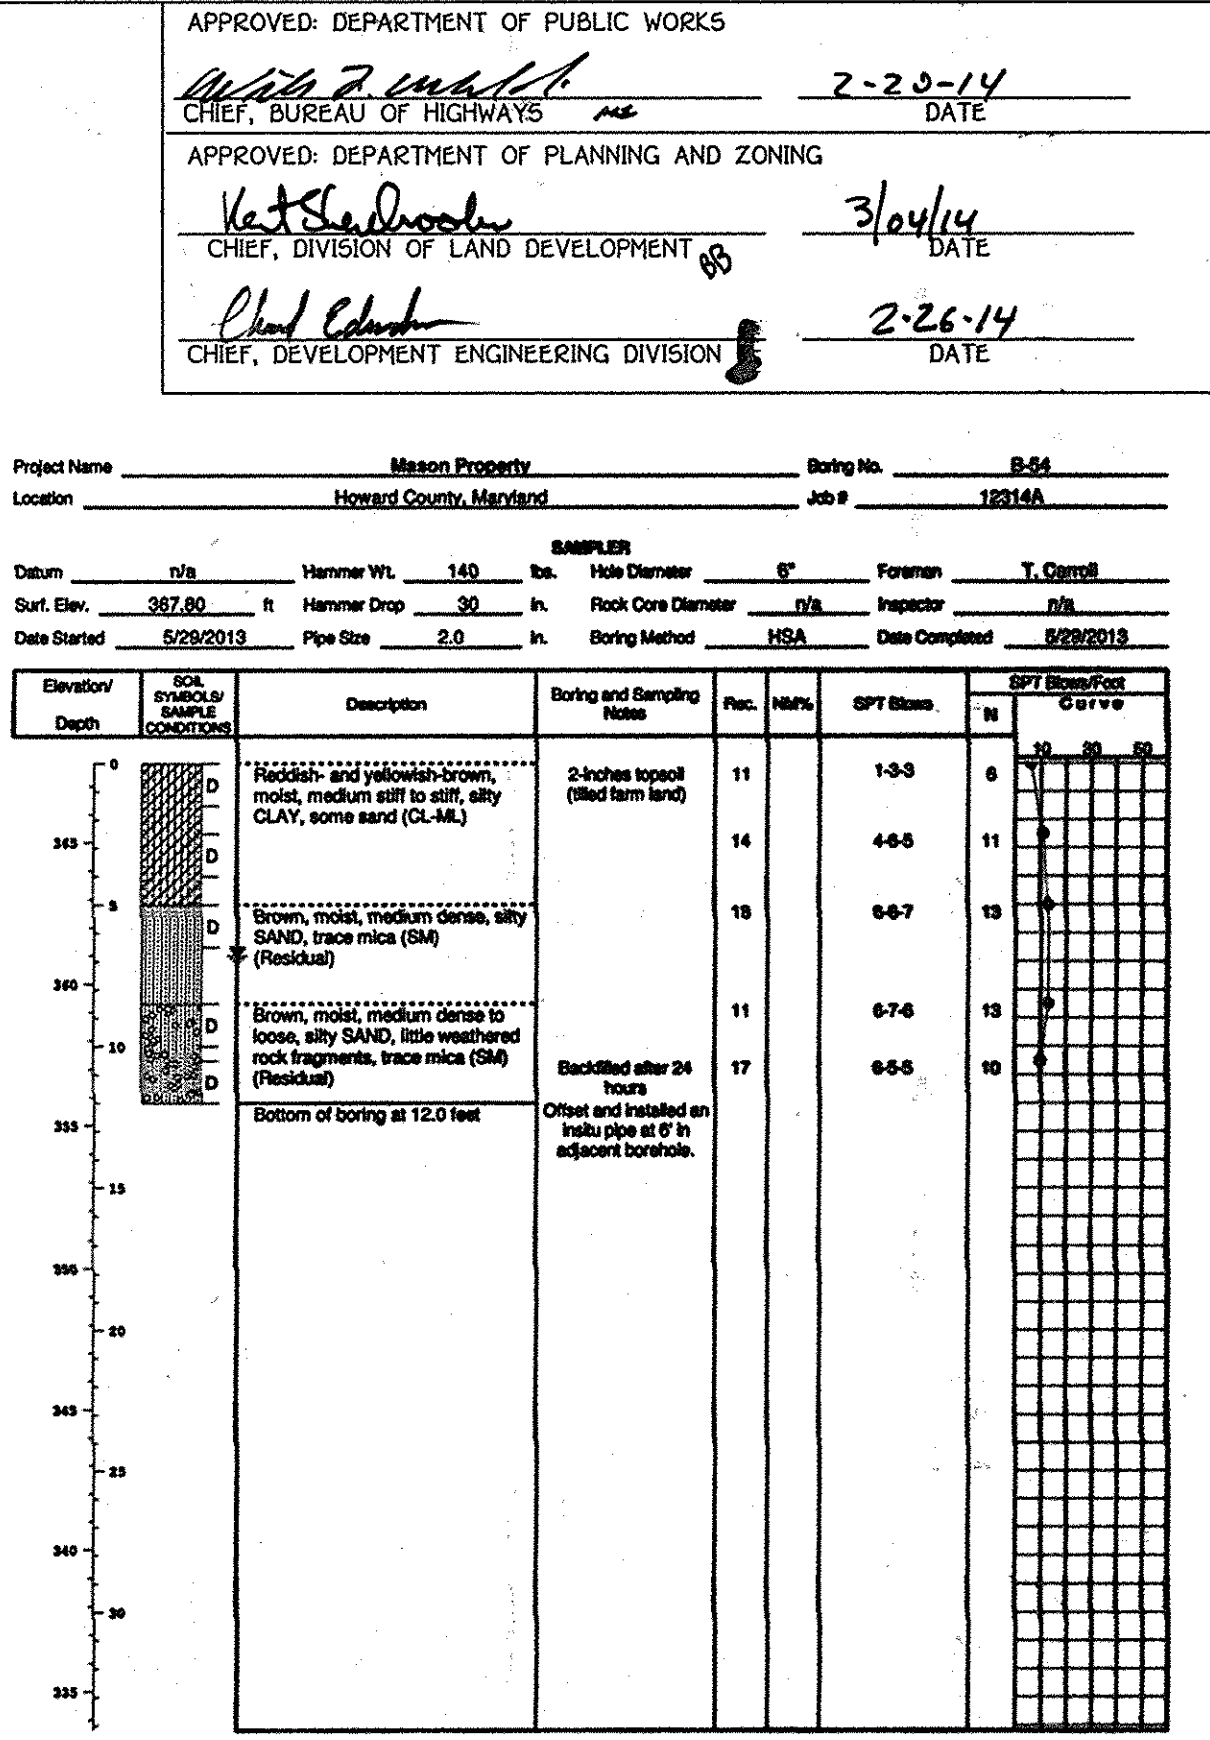 APPROVED: DEPARTMENT OF PUBLIC WORKS
2-20-14
CHIEF, BUREAU OF HIGHWAYS DATE
APPROVED: DEPARTMENT OF PLANNING AND ZONING
Kent 3/04/14
CHIEF, DIVISION OF LAND DEVELOPMENT BB DATE
Chad Edmondson 2-26-14
CHIEF, DEVELOPMENT ENGINEERING DIVISION DATE
Project Name Mason Property Boring No. B-54
Location Howard County, Maryland Job # 12314A
SAMPLER
Datum n/a Hammer Wt. 140 lbs. Hole Diameter 6" Foreman T. Carroll
Surf. Elev. 367.80 ft Hammer Drop 30 in. Rock Core Diameter n/a Inspector n/a
Date Started 5/29/2013 Pipe Size 2.0 in. Boring Method HSA Date Completed 5/29/2013
Elevation/ Depth
SOIL SYMBOLS/ SAMPLE CONDITIONS
Description
Boring and Sampling Notes
Rec.
NM%
SPT Blows
SPT Blows/Foot
N
Curve
10 30 50
0 D Reddish- and yellowish-brown, 2-inches topsoil 11 1-3-3 6
moist, medium stiff to stiff, silty (tilled farm land)
CLAY, some sand (CL-ML)
363 D 14 4-6-5 11
5 D Brown, moist, medium dense, silty 18 6-6-7 13
SAND, trace mica (SM)
(Residual)
360
D Brown, moist, medium dense to 11 6-7-6 13
loose, silty SAND, little weathered
10 rock fragments, trace mica (SM)
D (Residual) Backfilled after 24 17 6-5-5 10
hours
Bottom of boring at 12.0 feet Offset and installed an
355 insitu pipe at 6' in
adjacent borehole.
15
350
20
345
25
340
30
335